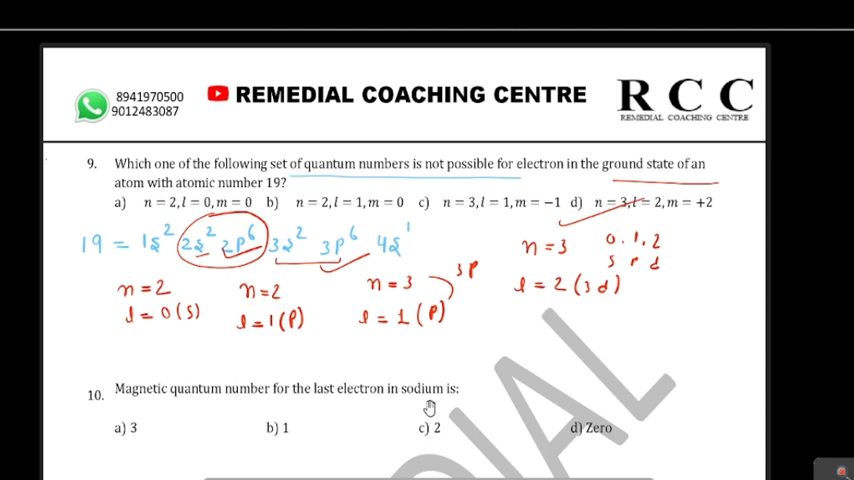 8941970500
9012483087
REMEDIAL COACHING CENTRE
RCC
REMEDIAL COACHING CENTRE
9. Which one of the following set of quantum numbers is not possible for electron in the ground state of an
atom with atomic number 19?
a) n = 2, l = 0, m = 0 b) n = 2, l = 1, m = 0 c) n = 3, l = 1, m = −1 d) n = 3, l = 2, m = +2
19 = 1s² 2s² 2p⁶ 3s² 3p⁶ 4s¹
n = 3 0, 1, 2
s p d
l = 2 (3d)
n = 2
l = 0 (s)
n = 2
l = 1 (P)
n = 3 3P
l = 1 (P)
10. Magnetic quantum number for the last electron in sodium is:
a) 3 b) 1 c) 2 d) Zero